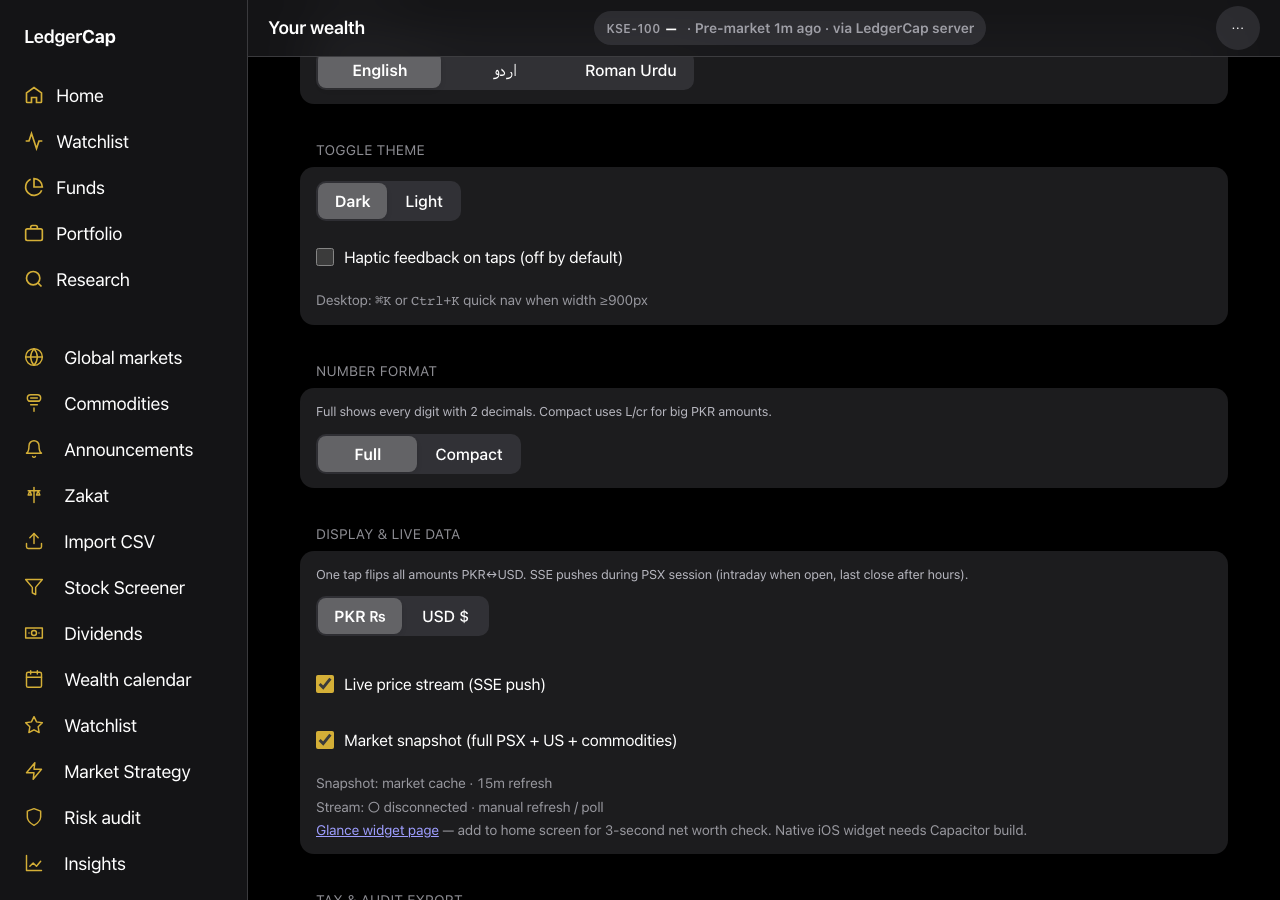 LedgerCap
Home
Watchlist
Funds
Portfolio
Research
Global markets
Commodities
Announcements
Zakat
Import CSV
Stock Screener
Dividends
Wealth calendar
Watchlist
Market Strategy
Risk audit
Insights
Your wealth
KSE-100 — · Pre-market 1m ago · via LedgerCap server
...
English اردو Roman Urdu
TOGGLE THEME
Dark Light
Haptic feedback on taps (off by default)
Desktop: ⌘K or Ctrl+K quick nav when width ≥900px
NUMBER FORMAT
Full shows every digit with 2 decimals. Compact uses L/cr for big PKR amounts.
Full Compact
DISPLAY & LIVE DATA
One tap flips all amounts PKR↔USD. SSE pushes during PSX session (intraday when open, last close after hours).
PKR ₨ USD $
Live price stream (SSE push)
Market snapshot (full PSX + US + commodities)
Snapshot: market cache · 15m refresh
Stream: ○ disconnected · manual refresh / poll
Glance widget page — add to home screen for 3-second net worth check. Native iOS widget needs Capacitor build.
TAX & AUDIT EXPORT